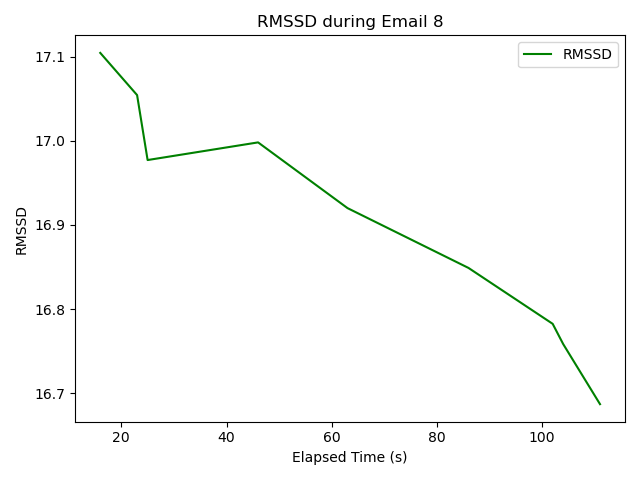 RMSSD during Email 8
RMSSD
17.1
17.0
16.9
16.8
16.7
RMSSD
20
40
60
80
100
Elapsed Time (s)